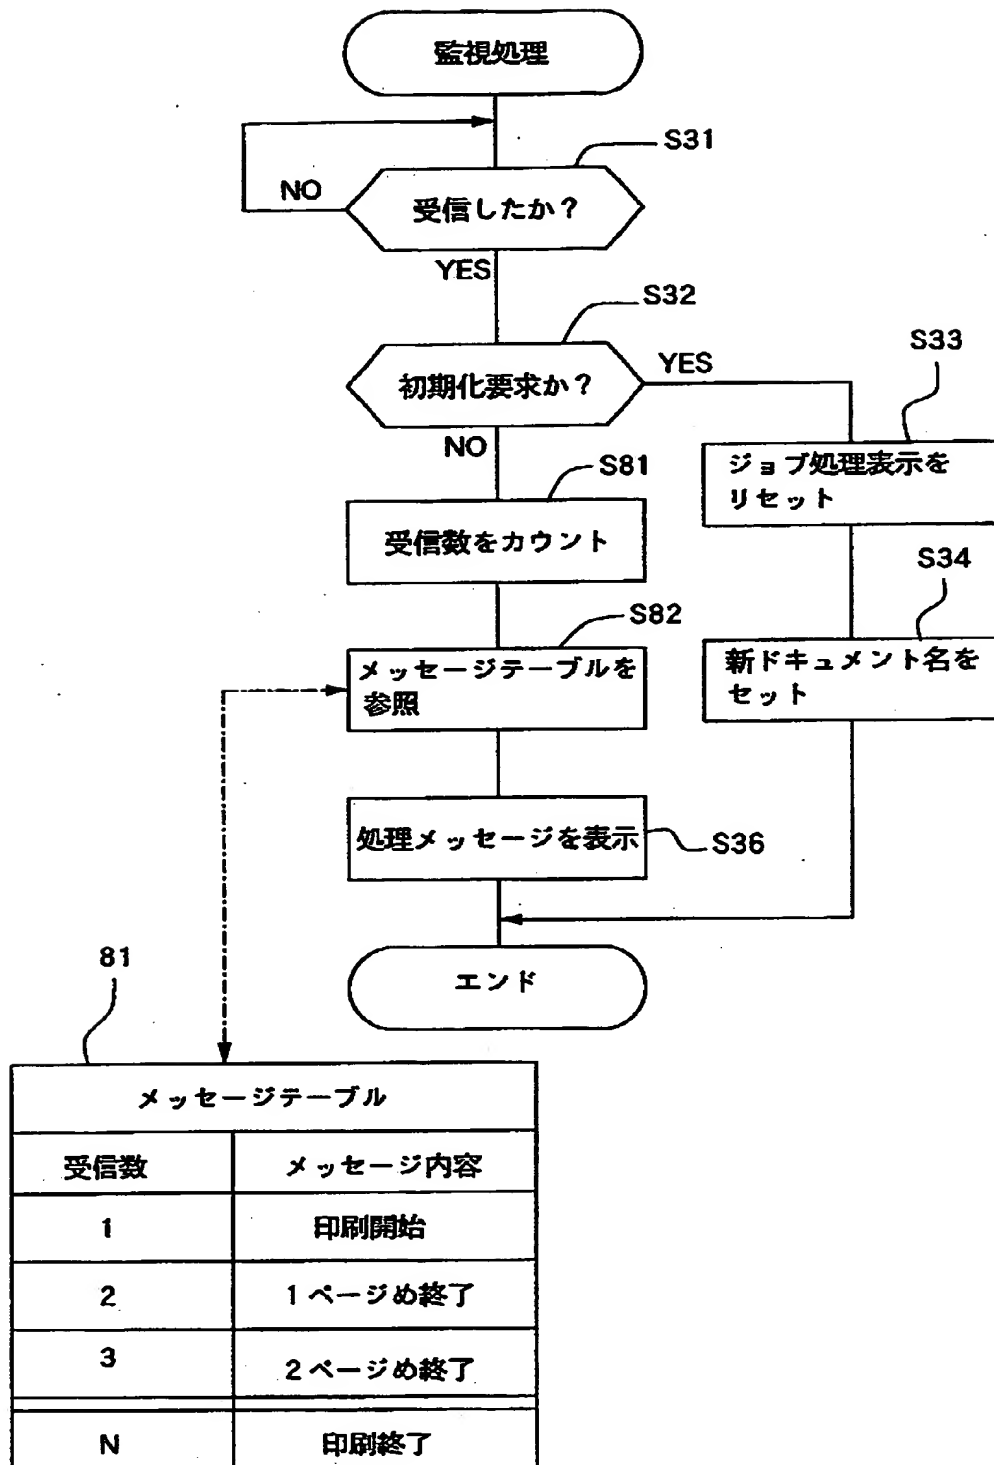 監視処理
S31
NO
受信したか？
YES
S32
初期化要求か？
YES
S33
NO
ジョブ処理表示を
リセット
S81
受信数をカウント
S34
S82
新ドキュメント名を
セット
メッセージテーブルを
参照
処理メッセージを表示
S36
エンド
81
メッセージテーブル
受信数 メッセージ内容
1 印刷開始
2 1ページめ終了
3 2ページめ終了
N 印刷終了